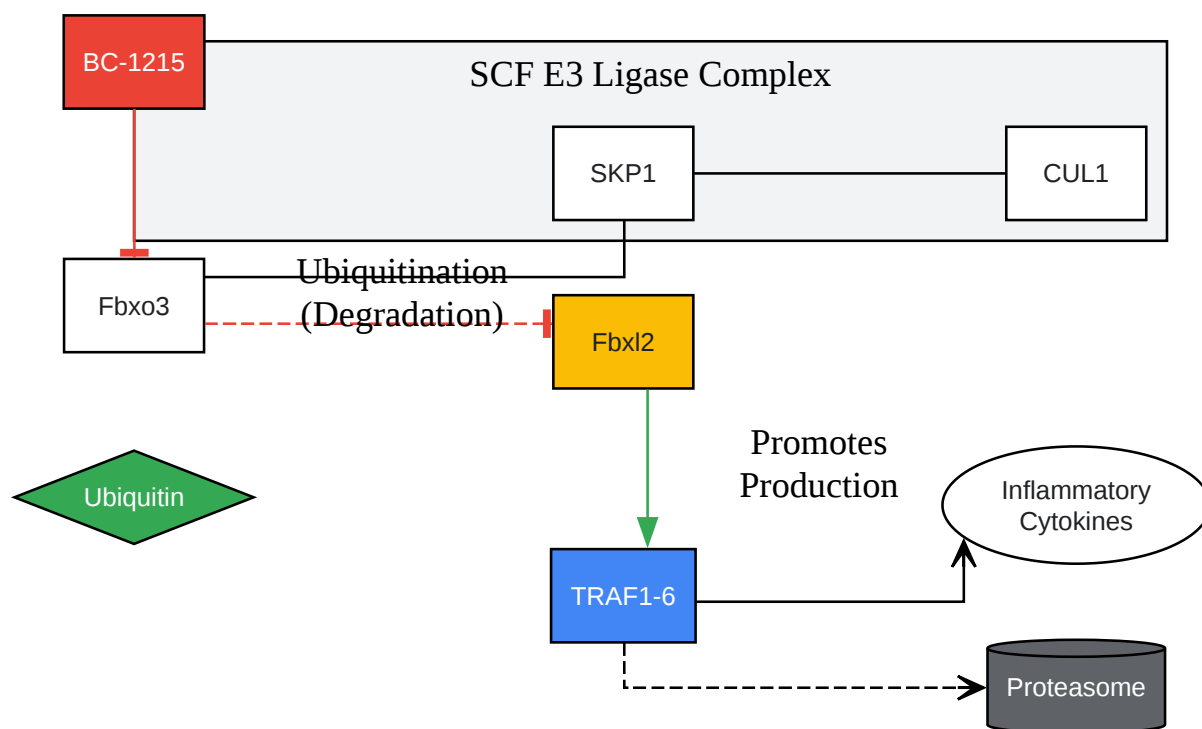 BC-1215
SCF E3 Ligase Complex
SKP1
CUL1
Ubiquitination
(Degradation)
Fbxo3
Fbxl2
Promotes
Production
Ubiquitin
Inflammatory
Cytokines
TRAF1-6
Proteasome